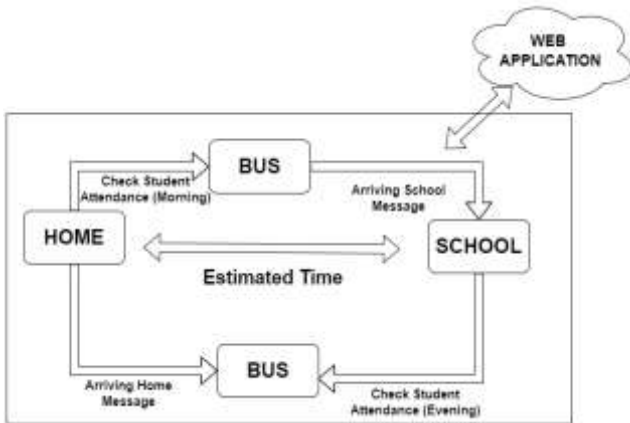 WEB
APPLICATION
BUS
Check Student
Attendance (Morning)
Arriving School
Message
HOME
SCHOOL
Estimated Time
BUS
Arriving Home
Message
Check Student
Attendance (Evening)